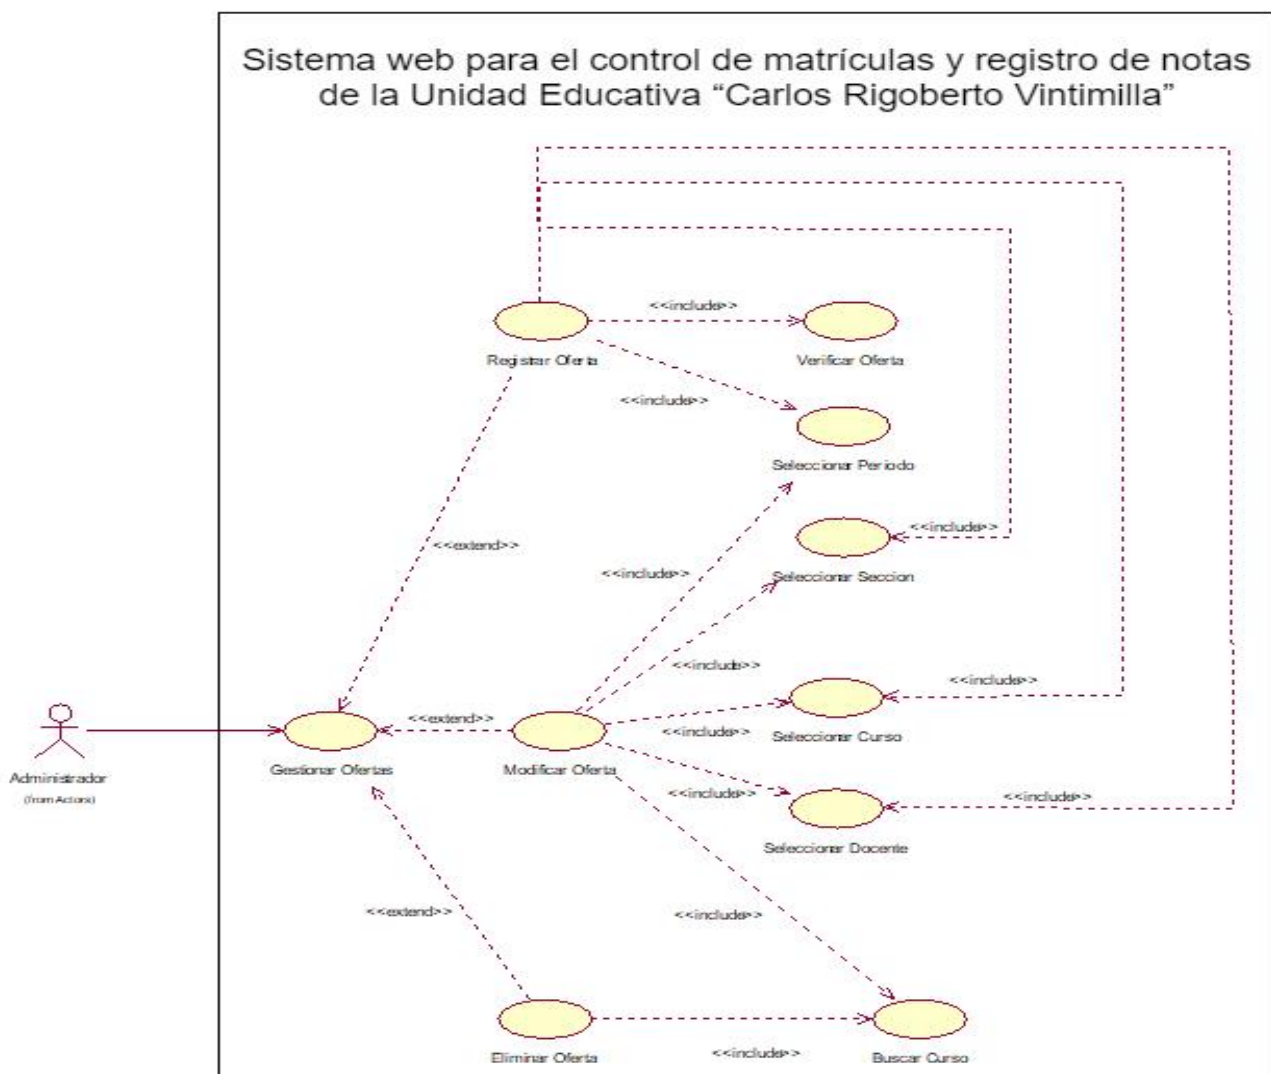 Sistema web para el control de matrículas y registro de notas
de la Unidad Educativa “Carlos Rigoberto Vintimilla”
<<include>>
Registrar Oferta
Verificar Oferta
<<include>>
Seleccionar Periodo
<<include>>
<<extend>>
<<include>>
Seleccionar Seccion
<<include>>
<<include>>
<<extend>>
<<include>>
Seleccionar Curso
Administrador
(from Actors)
Gestionar Ofertas
Modificar Oferta
<<include>>
<<include>>
Seleccionar Docente
<<extend>>
<<include>>
Eliminar Oferta
<<include>>
Buscar Curso